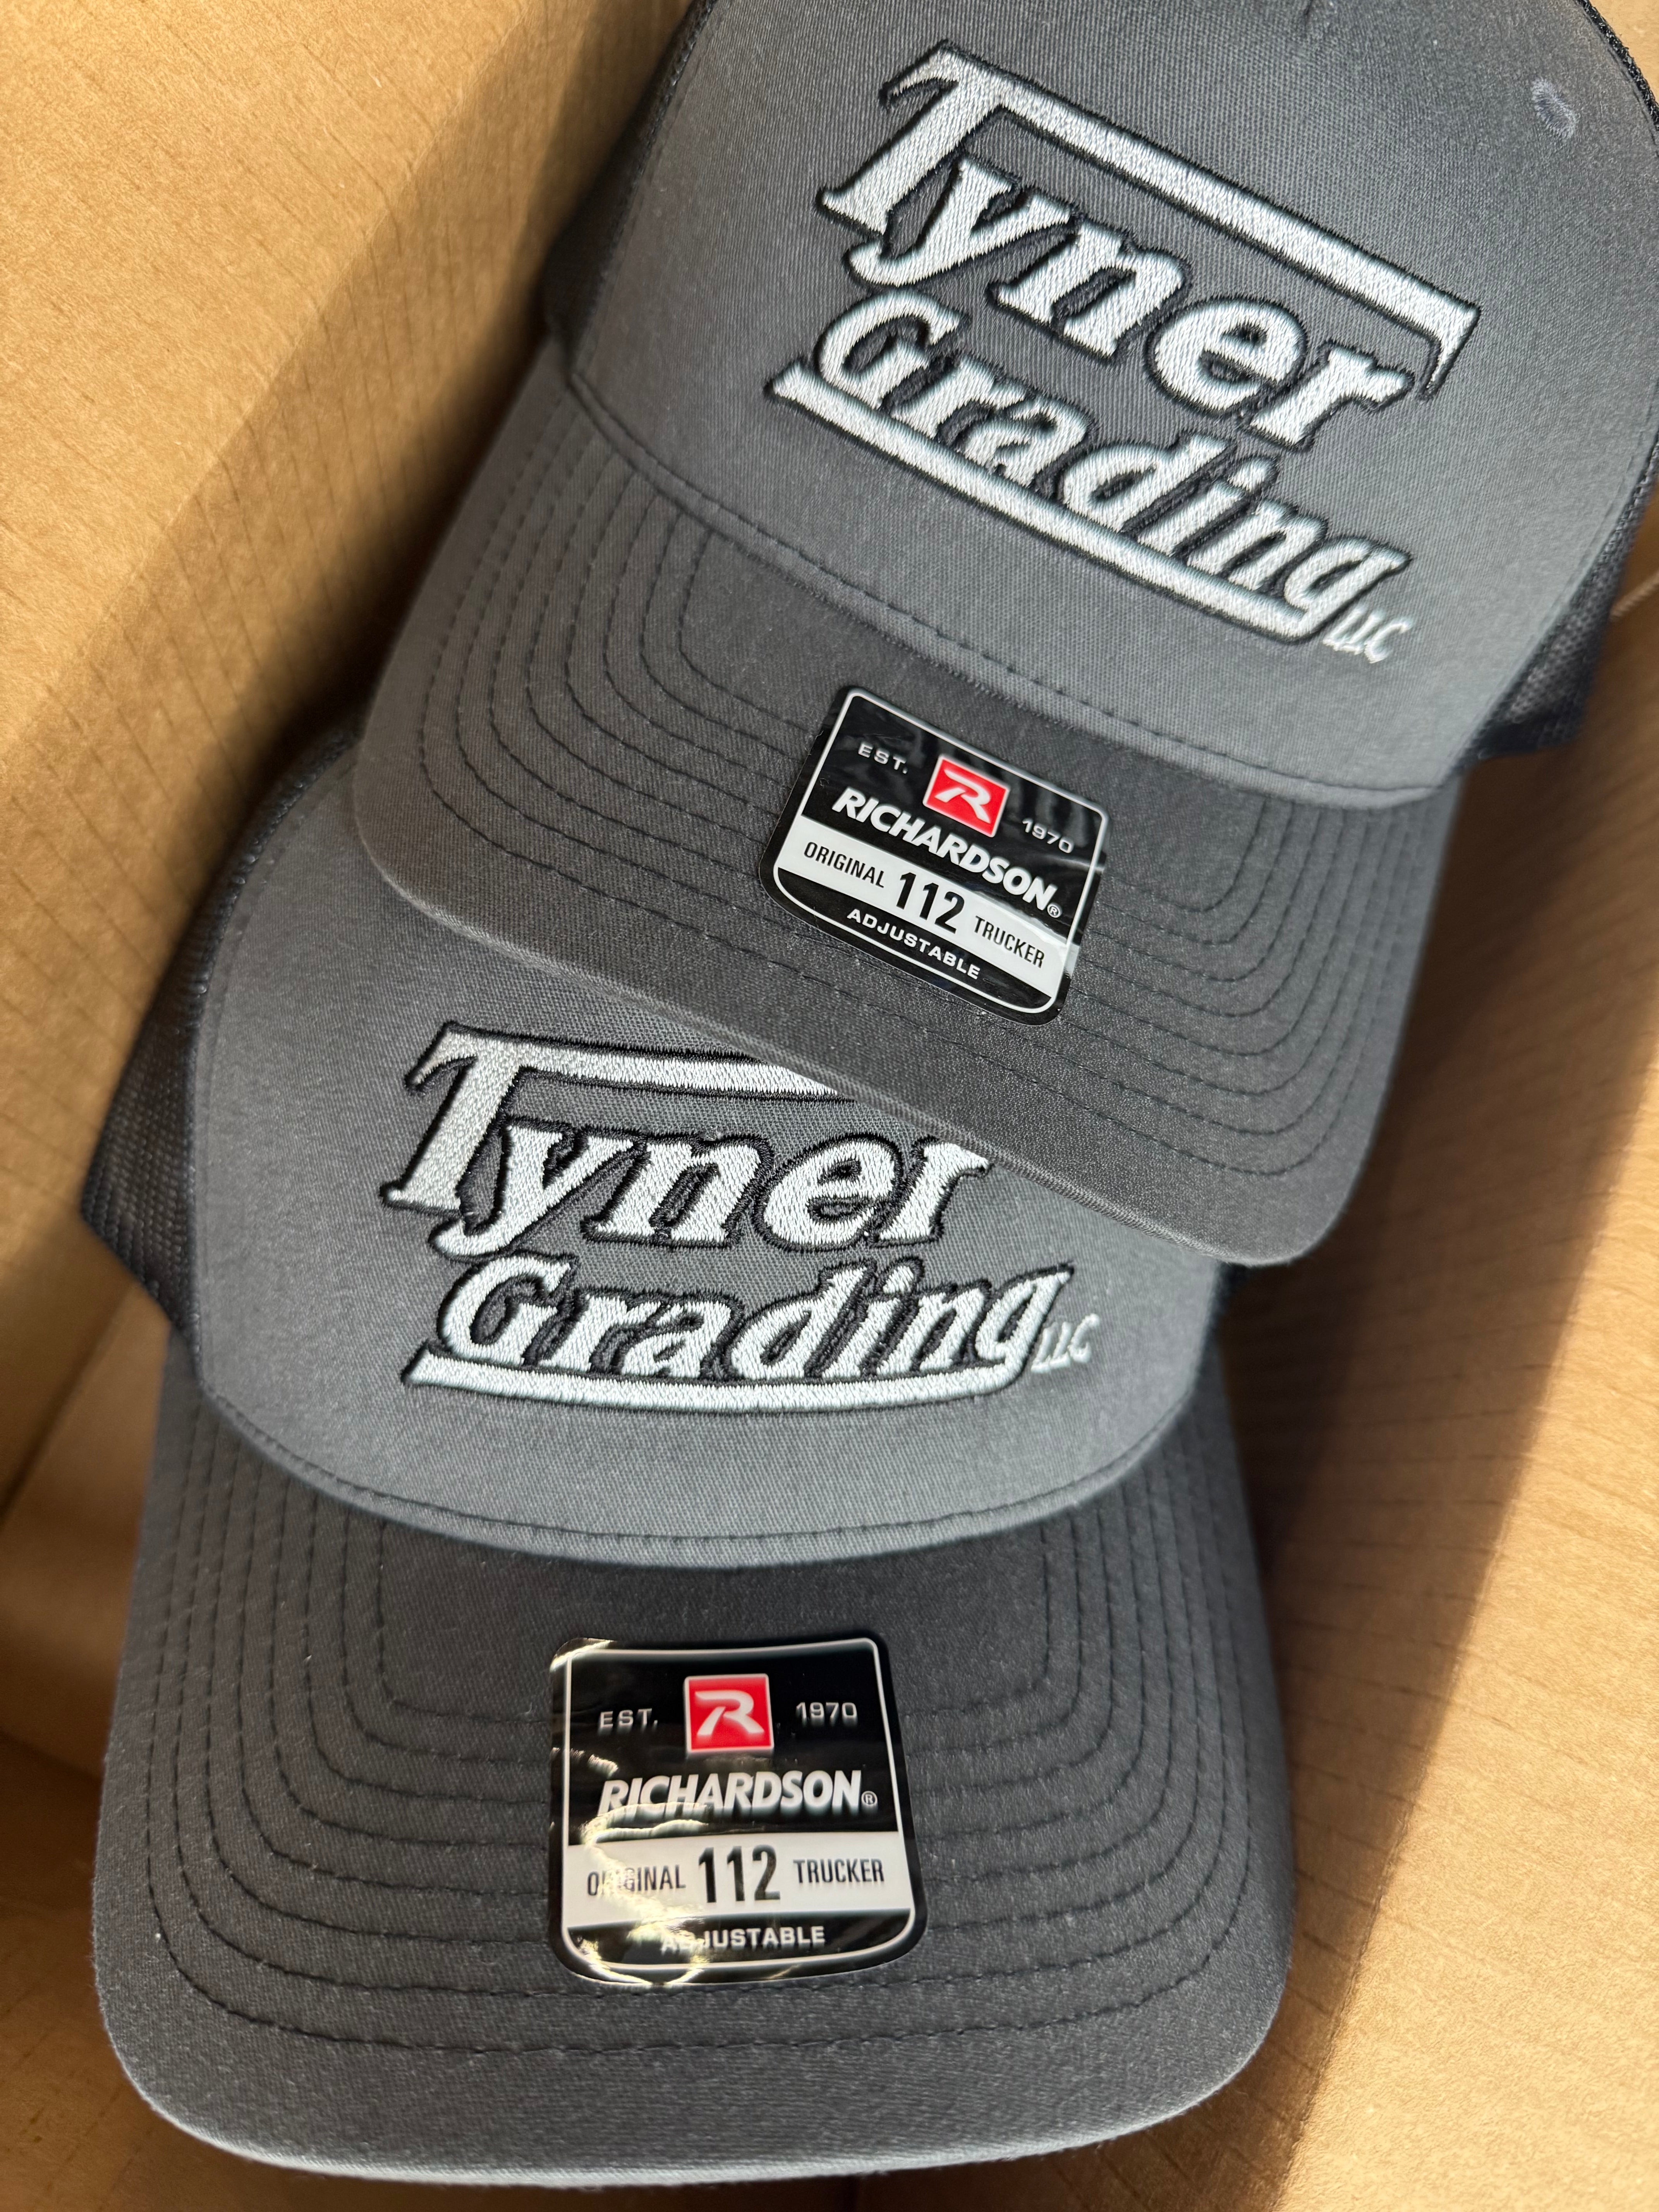 Tyner
Grading LLC
EST. R 1970
RICHARDSON®
ORIGINAL 112 TRUCKER
ADJUSTABLE
Tyner
Grading LLC
EST. R 1970
RICHARDSON®
ORIGINAL 112 TRUCKER
ADJUSTABLE